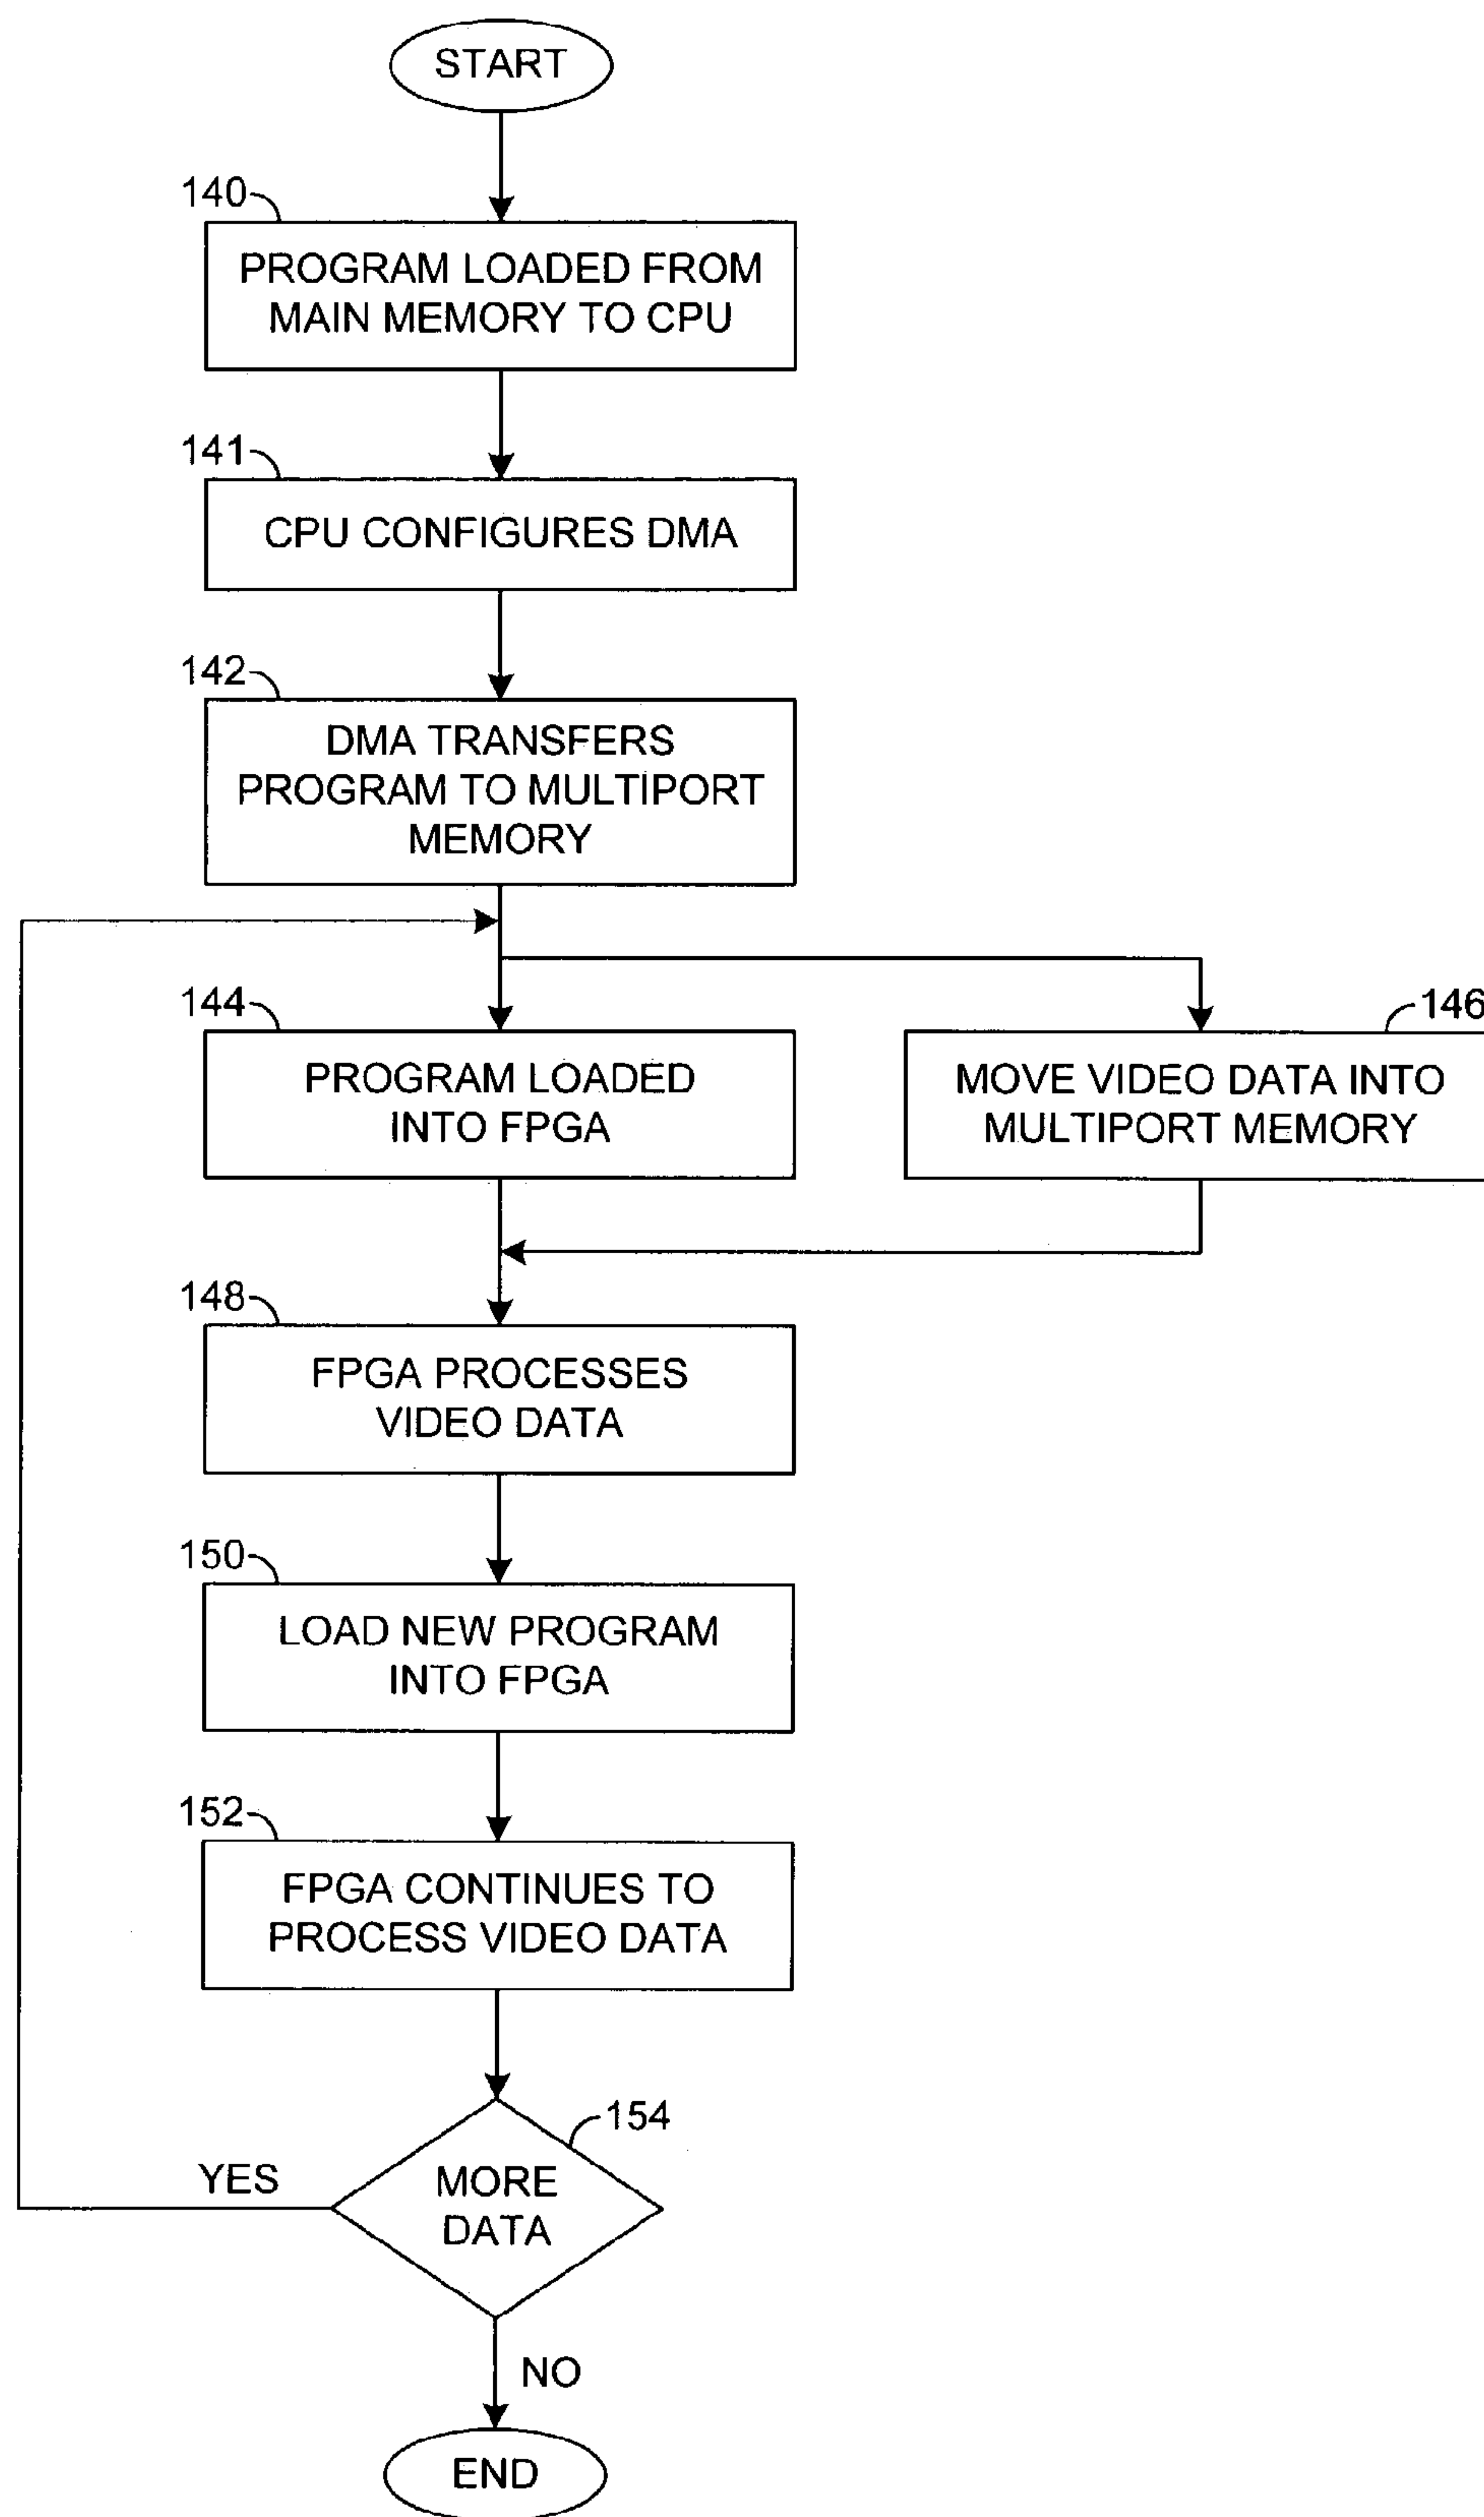 START
140
PROGRAM LOADED FROM
MAIN MEMORY TO CPU
141
CPU CONFIGURES DMA
142
DMA TRANSFERS
PROGRAM TO MULTIPORT
MEMORY
144
PROGRAM LOADED
INTO FPGA
146
MOVE VIDEO DATA INTO
MULTIPORT MEMORY
148
FPGA PROCESSES
VIDEO DATA
150
LOAD NEW PROGRAM
INTO FPGA
152
FPGA CONTINUES TO
PROCESS VIDEO DATA
154
MORE
DATA
YES
NO
END